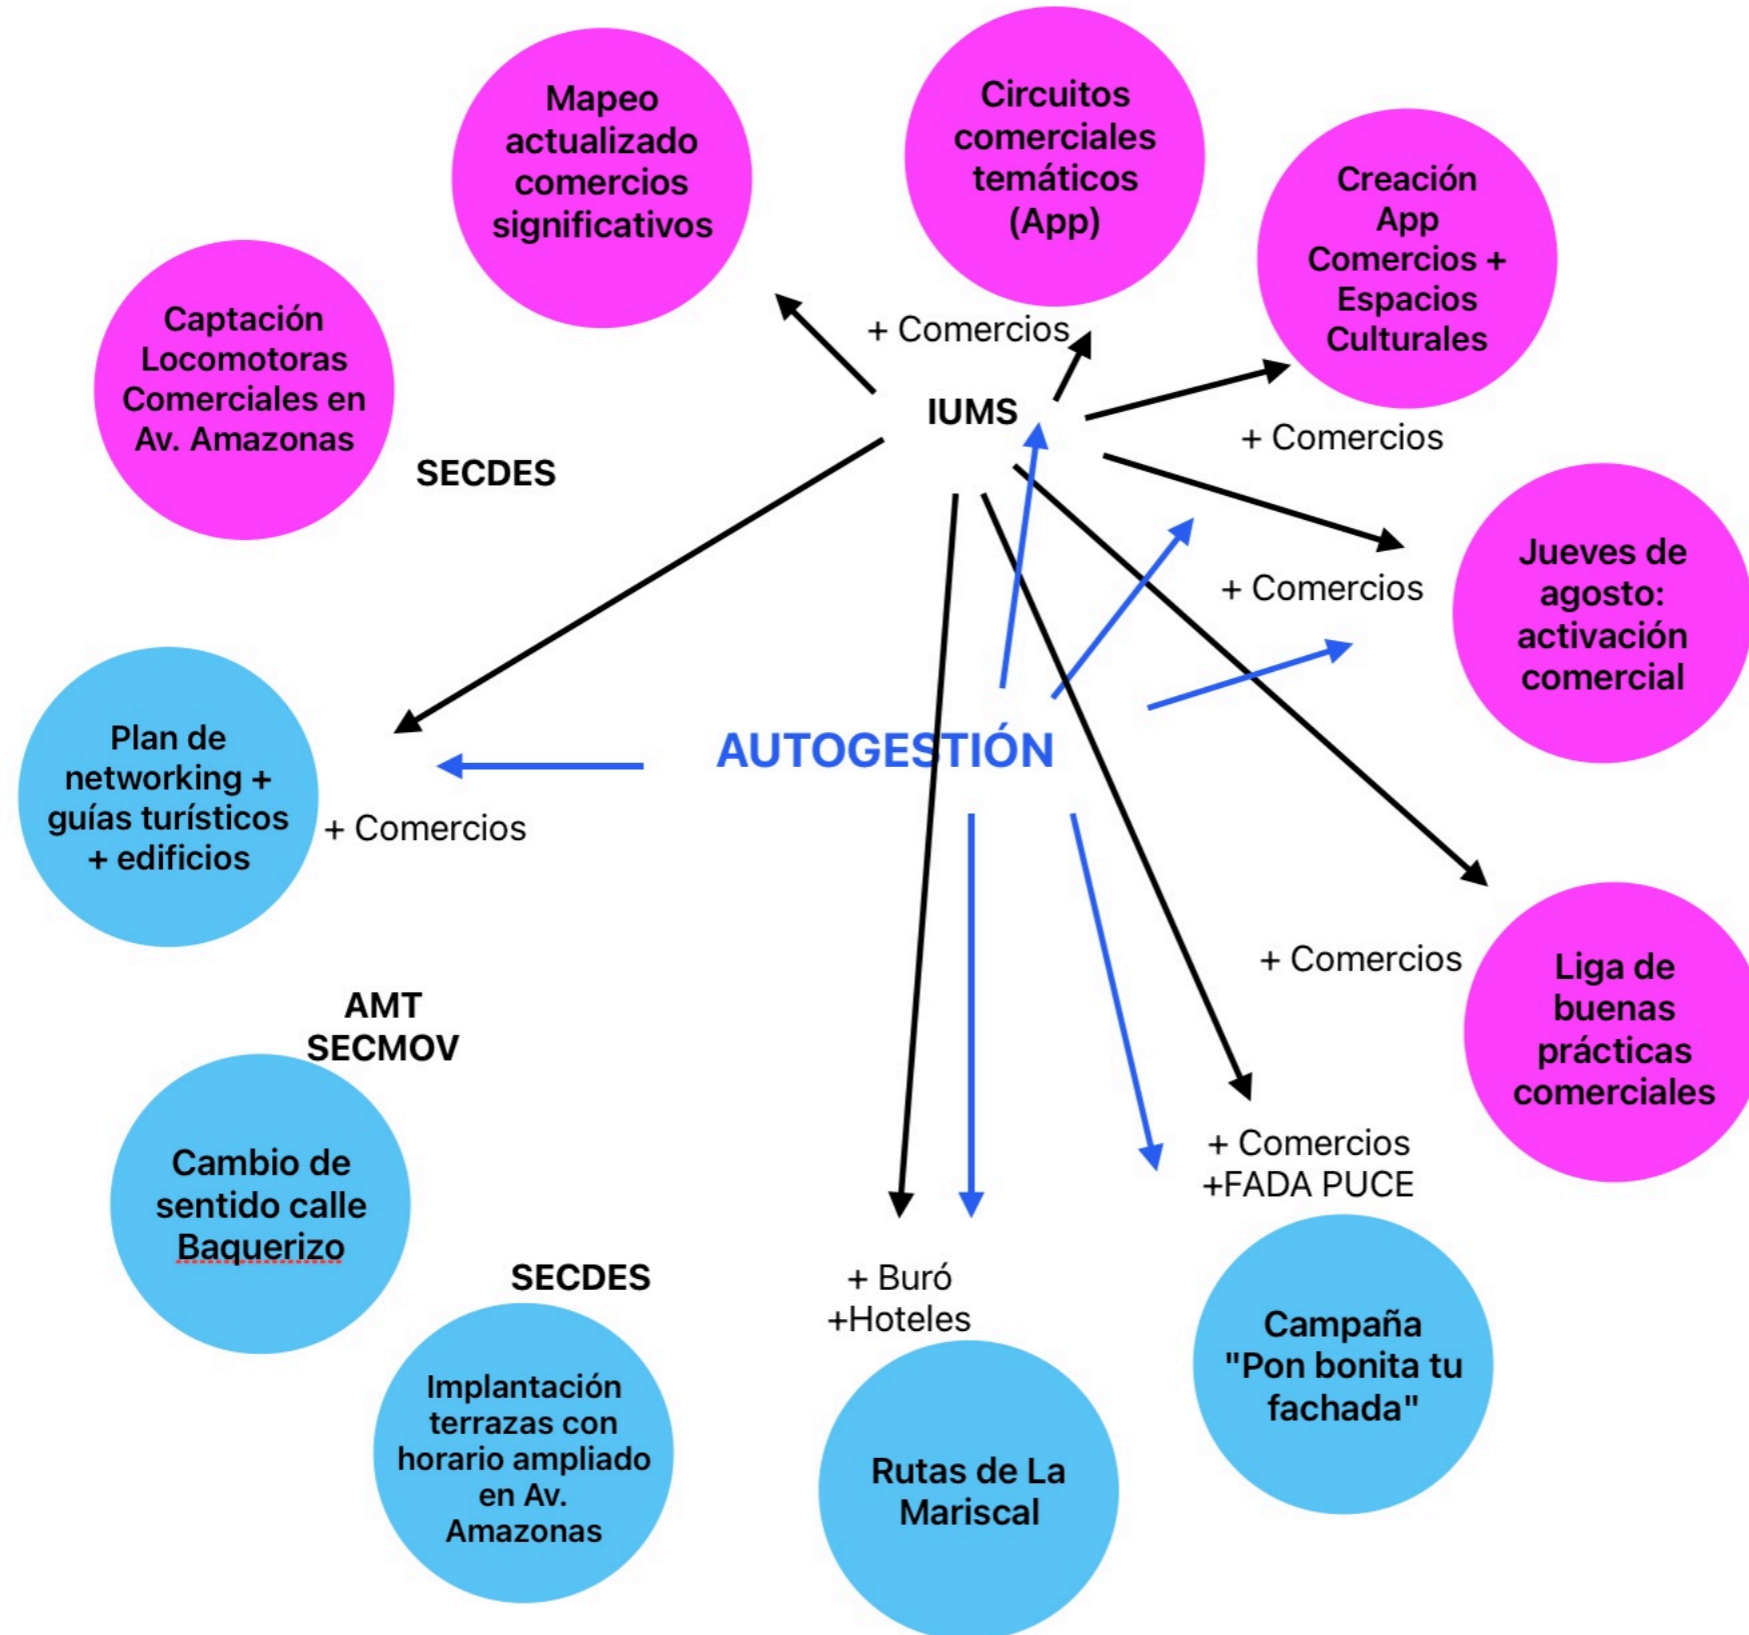 Mapeo
actualizado
comercios
significativos
Circuitos
comerciales
temáticos
(App)
Creación
App
Comercios +
Espacios
Culturales
Captación
Locomotoras
Comerciales en
Av. Amazonas
SECDES
+ Comercios
IUMS
+ Comercios
Jueves de
agosto:
activación
comercial
+ Comercios
AUTOGESTIÓN
Plan de
networking +
guías turísticos
+ edificios
+ Comercios
+ Comercios
Liga de
buenas
prácticas
comerciales
AMT
SECMOV
Cambio de
sentido calle
Baquerizo
SECDES
Implantación
terrazas con
horario ampliado
en Av.
Amazonas
+ Buró
+Hoteles
Rutas de La
Mariscal
+ Comercios
+FADA PUCE
Campaña
"Pon bonita tu
fachada"